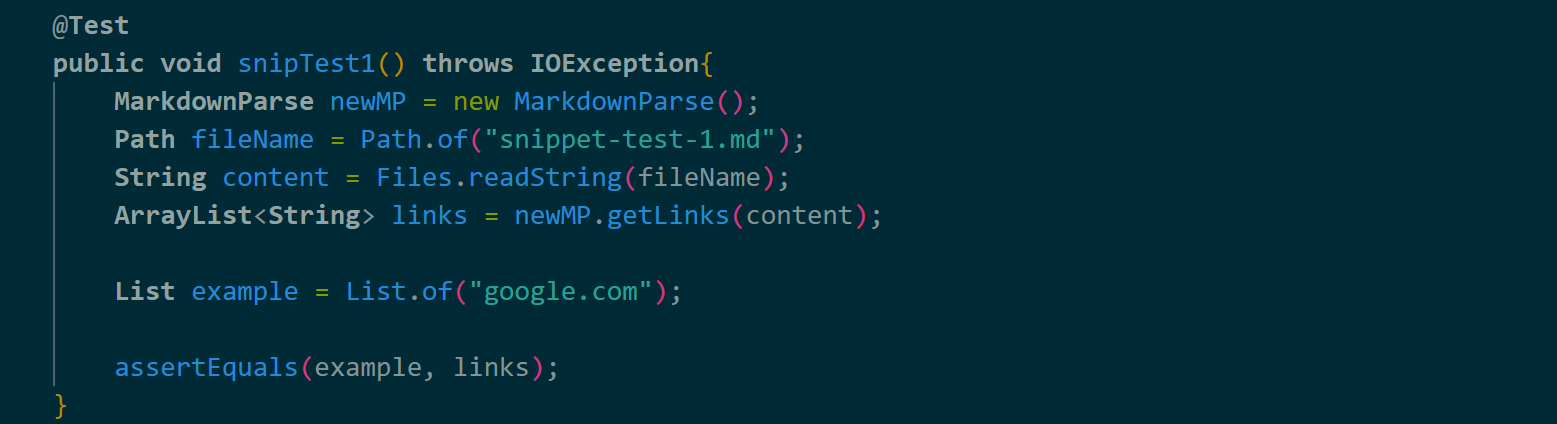 @Test
public void snipTest1() throws IOException{
    MarkdownParse newMP = new MarkdownParse();
    Path fileName = Path.of("snippet-test-1.md");
    String content = Files.readString(fileName);
    ArrayList<String> links = newMP.getLinks(content);

    List example = List.of("google.com");

    assertEquals(example, links);
}